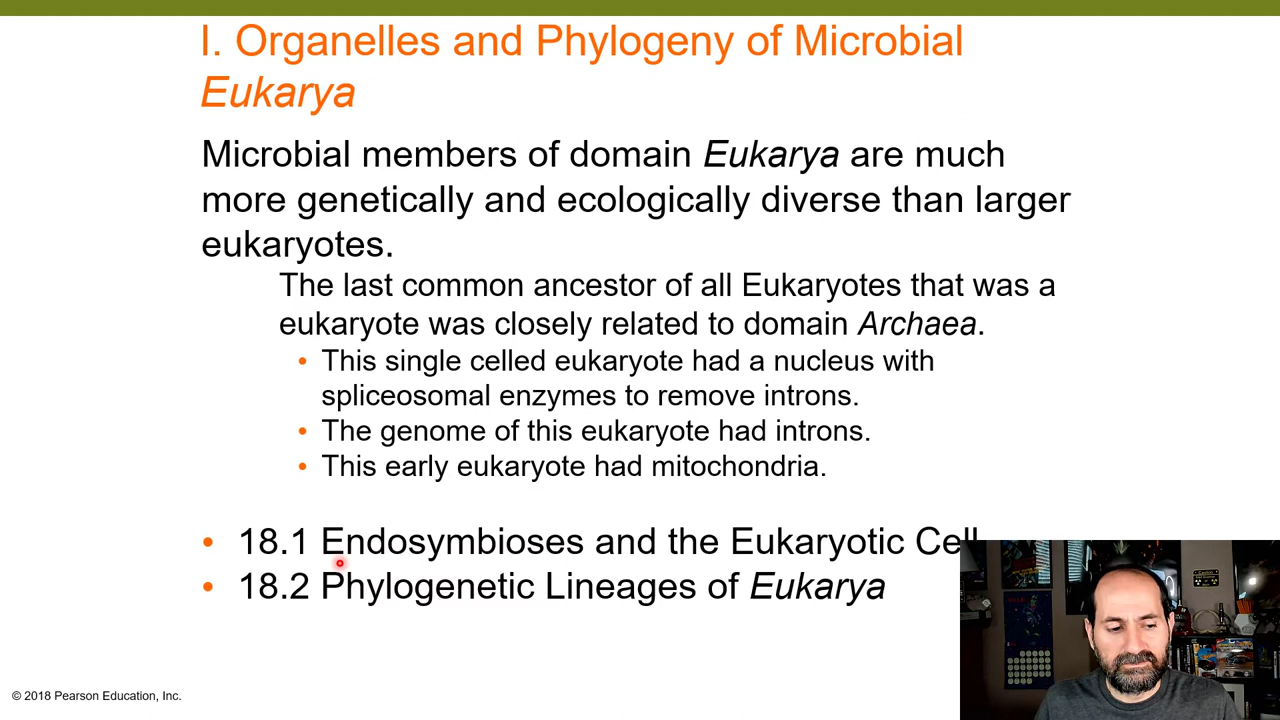 I. Organelles and Phylogeny of Microbial
Eukarya
Microbial members of domain Eukarya are much
more genetically and ecologically diverse than larger
eukaryotes.
The last common ancestor of all Eukaryotes that was a
eukaryote was closely related to domain Archaea.
• This single celled eukaryote had a nucleus with
spliceosomal enzymes to remove introns.
• The genome of this eukaryote had introns.
• This early eukaryote had mitochondria.
• 18.1 Endosymbioses and the Eukaryotic Cell
• 18.2 Phylogenetic Lineages of Eukarya
© 2018 Pearson Education, Inc.